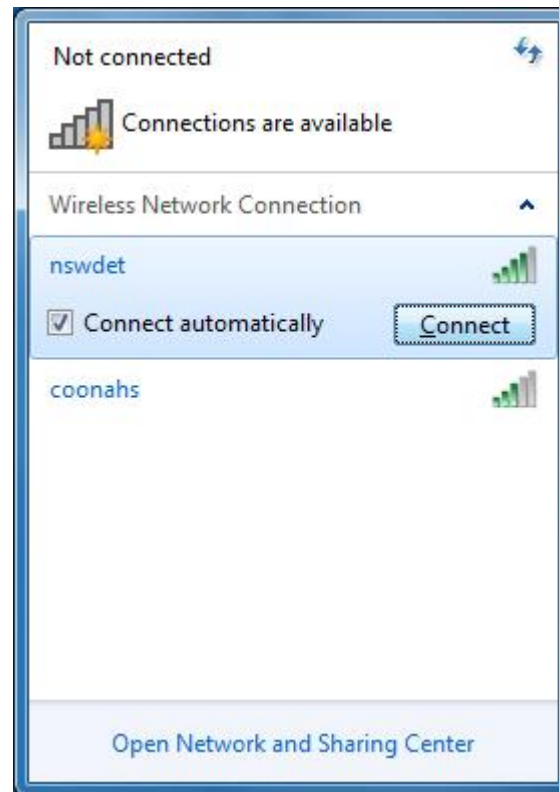 Not connected
Connections are available
Wireless Network Connection
nswdet
Connect automatically
Connect
coonahs
Open Network and Sharing Center